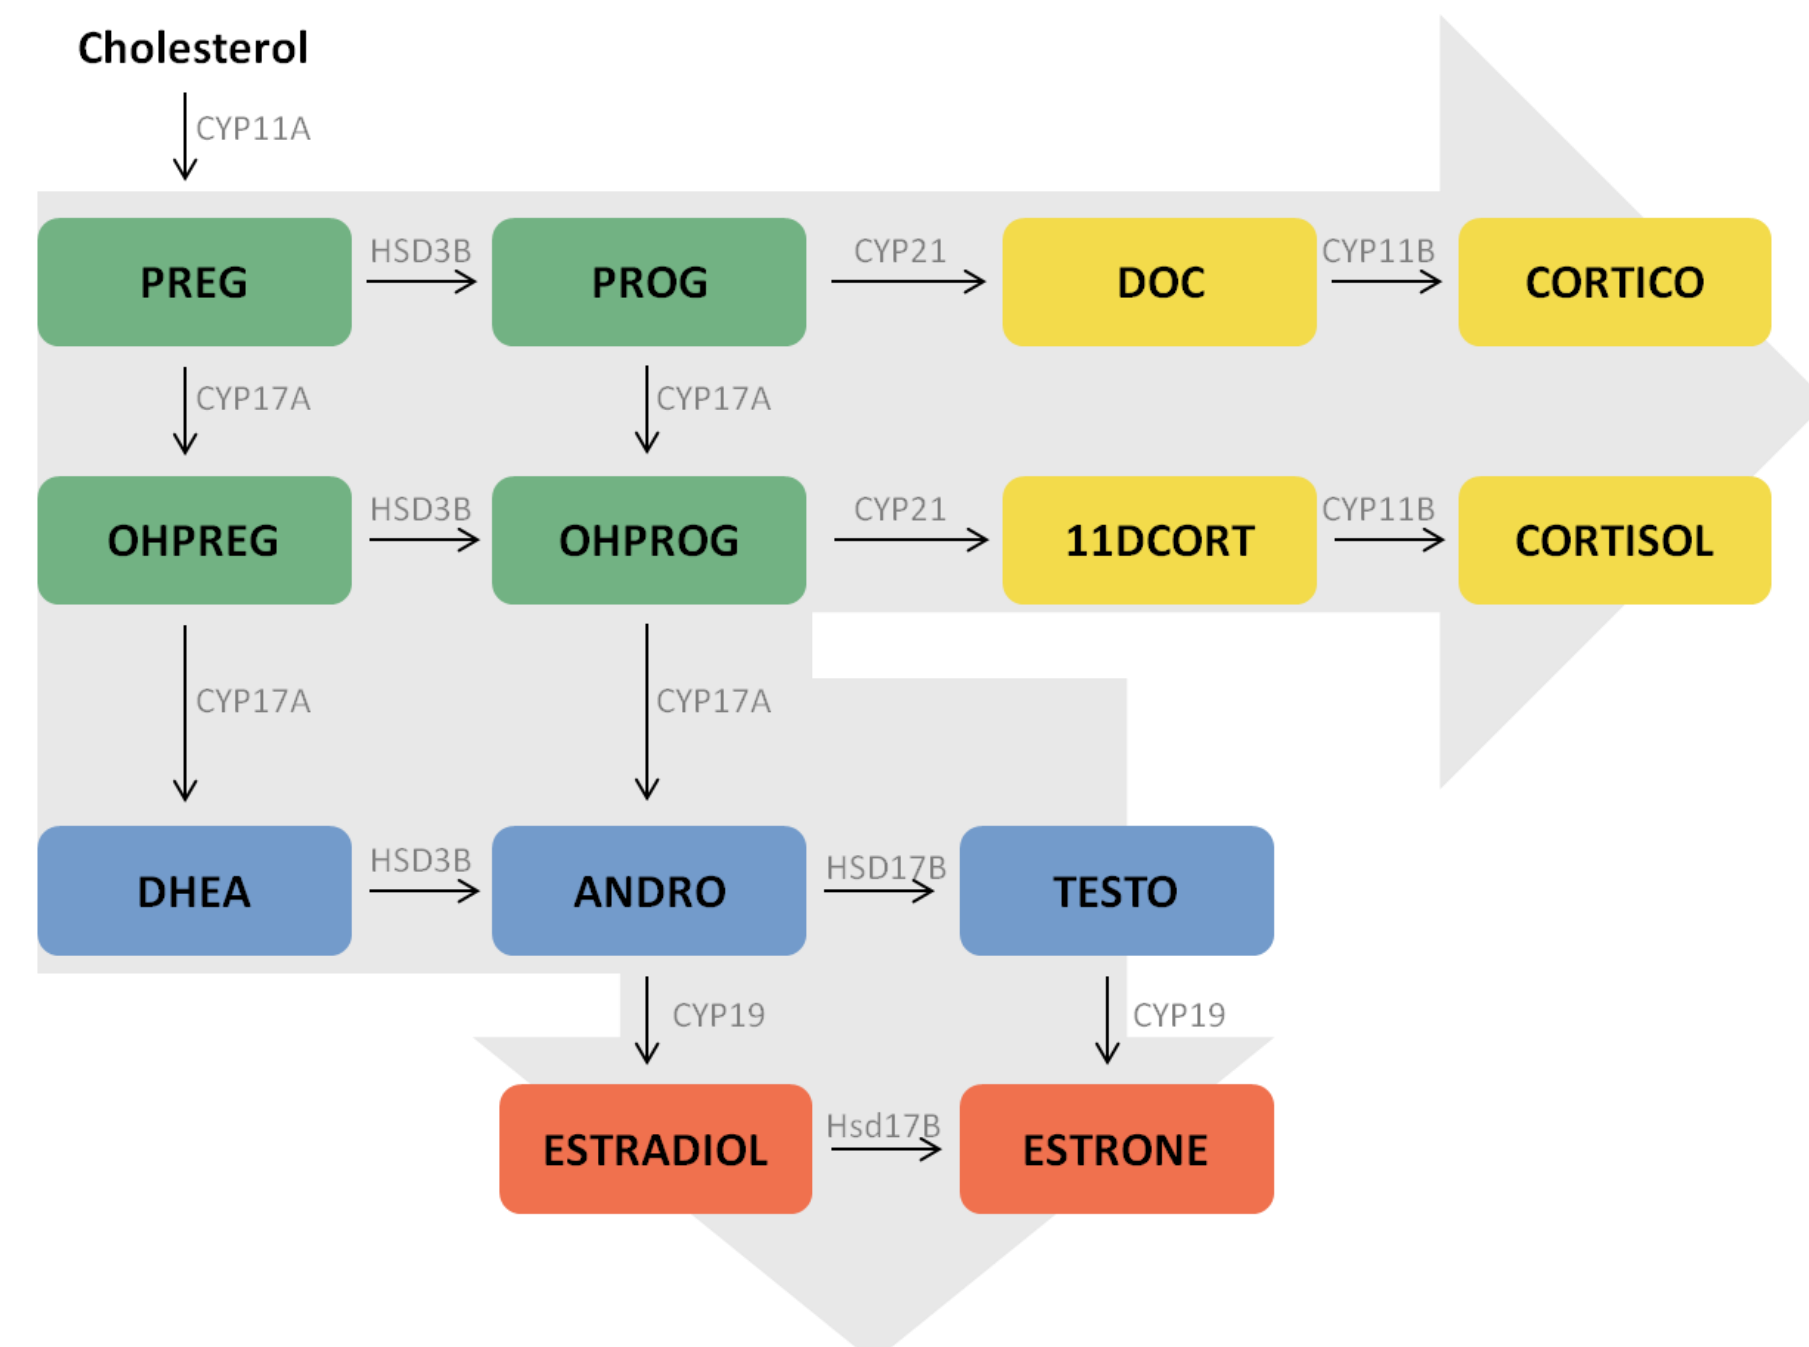 Cholesterol
CYP11A
PREG
HSD3B
PROG
CYP21
DOC
CYP11B
CORTICO
CYP17A
CYP17A
OHPREG
HSD3B
OHPROG
CYP21
11DCORT
CYP11B
CORTISOL
CYP17A
CYP17A
DHEA
HSD3B
ANDRO
HSD17B
TESTO
CYP19
CYP19
ESTRADIOL
Hsd17B
ESTRONE